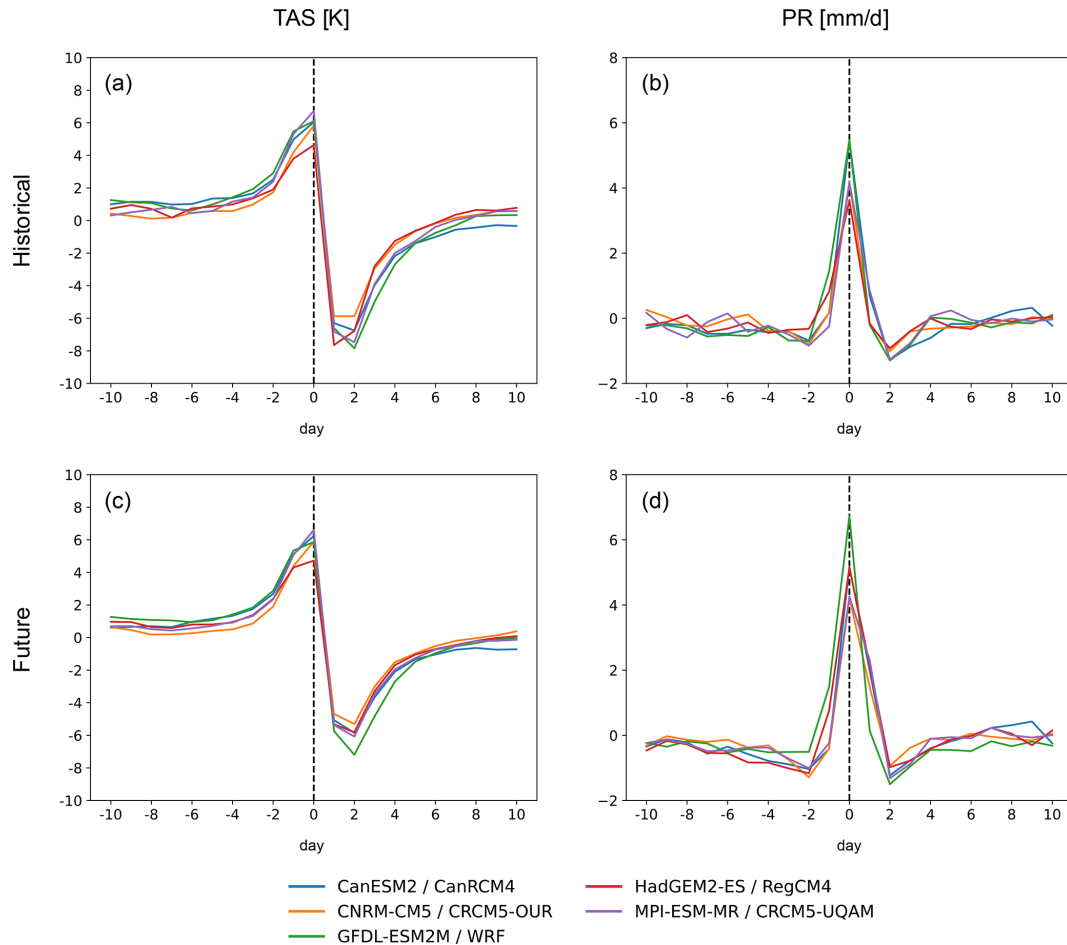 TAS [K]
PR [mm/d]
Historical
(a)
10
8
6
4
2
0
-2
-4
-6
-8
-10
-10 -8 -6 -4 -2 0 2 4 6 8 10
day
(b)
8
6
4
2
0
−2
-10 -8 -6 -4 -2 0 2 4 6 8 10
day
Future
(c)
10
8
6
4
2
0
-2
-4
-6
-8
-10
-10 -8 -6 -4 -2 0 2 4 6 8 10
day
(d)
8
6
4
2
0
−2
-10 -8 -6 -4 -2 0 2 4 6 8 10
day
CanESM2 / CanRCM4
CNRM-CM5 / CRCM5-OUR
GFDL-ESM2M / WRF
HadGEM2-ES / RegCM4
MPI-ESM-MR / CRCM5-UQAM